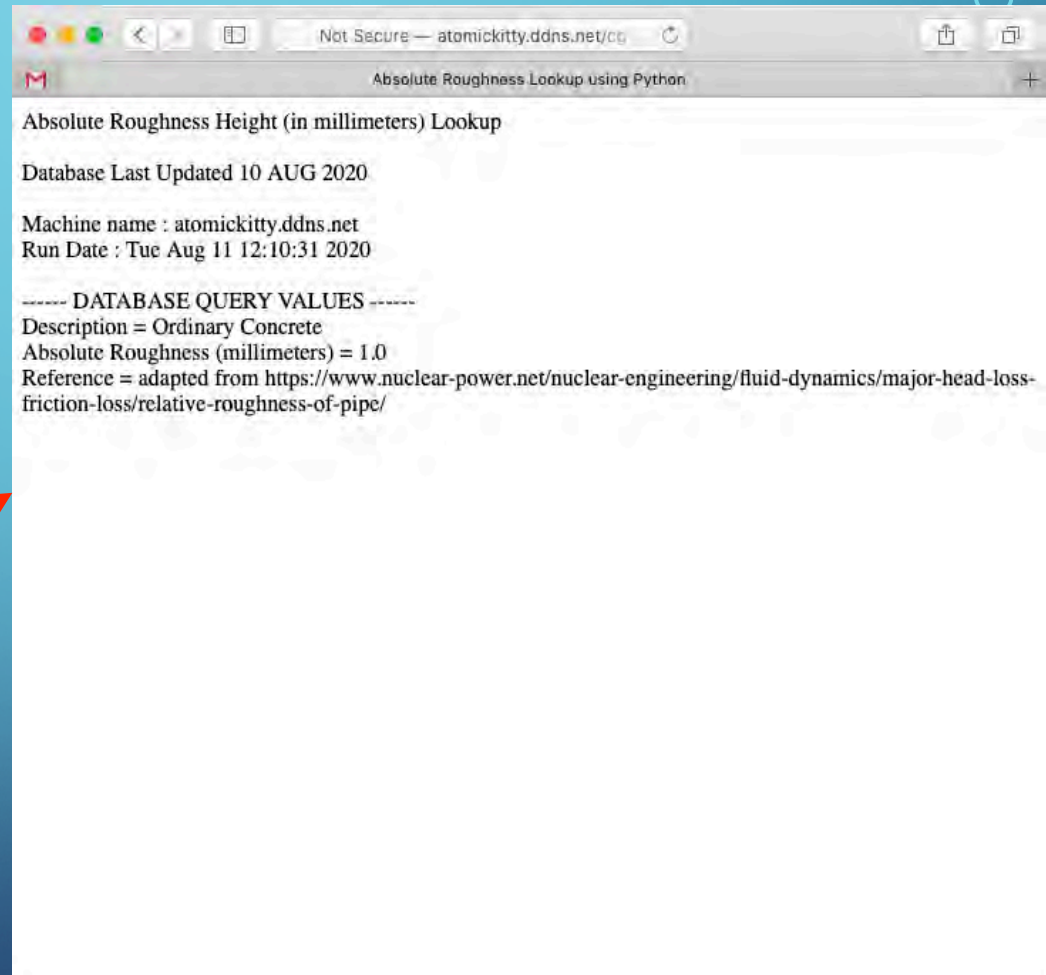 Not Secure — atomickitty.ddns.net/cg
Absolute Roughness Lookup using Python
Absolute Roughness Height (in millimeters) Lookup
Database Last Updated 10 AUG 2020
Machine name : atomickitty.ddns.net
Run Date : Tue Aug 11 12:10:31 2020
------ DATABASE QUERY VALUES ------
Description = Ordinary Concrete
Absolute Roughness (millimeters) = 1.0
Reference = adapted from https://www.nuclear-power.net/nuclear-engineering/fluid-dynamics/major-head-loss-
friction-loss/relative-roughness-of-pipe/